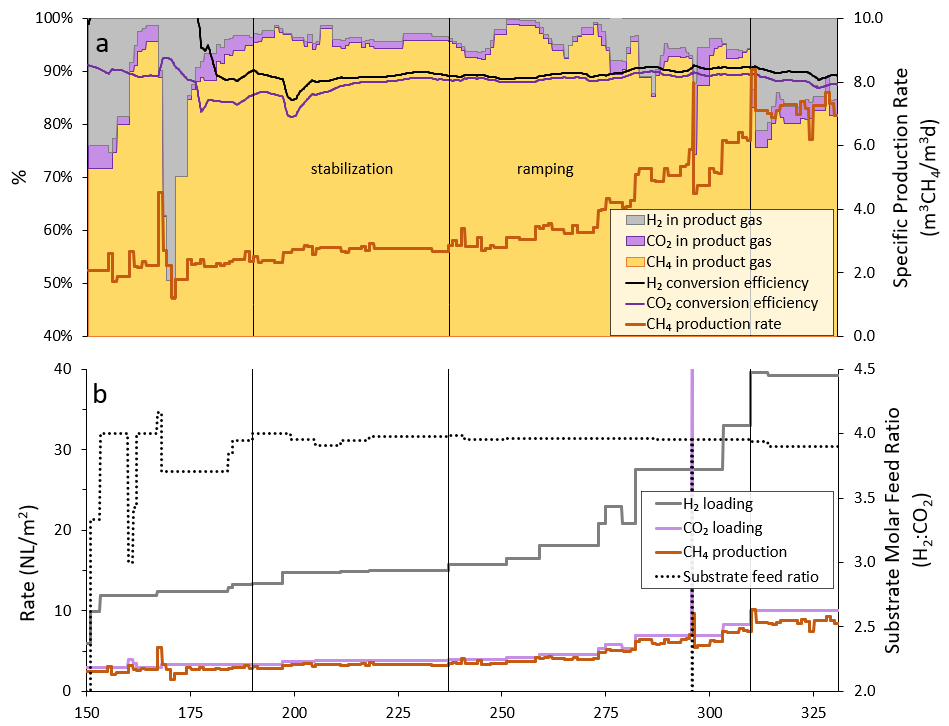 100%
90%
80%
70%
60%
50%
40%
%
a
stabilization
ramping
10.0
8.0
6.0
4.0
2.0
0.0
Specific Production Rate
(m³CH₄/m³d)
H₂ in product gas
CO₂ in product gas
CH₄ in product gas
H₂ conversion efficiency
CO₂ conversion efficiency
CH₄ production rate
40
30
20
10
0
Rate (NL/m²)
b
4.5
4.0
3.5
3.0
2.5
2.0
Substrate Molar Feed Ratio
(H₂:CO₂)
H₂ loading
CO₂ loading
CH₄ production
Substrate feed ratio
150 175 200 225 250 275 300 325